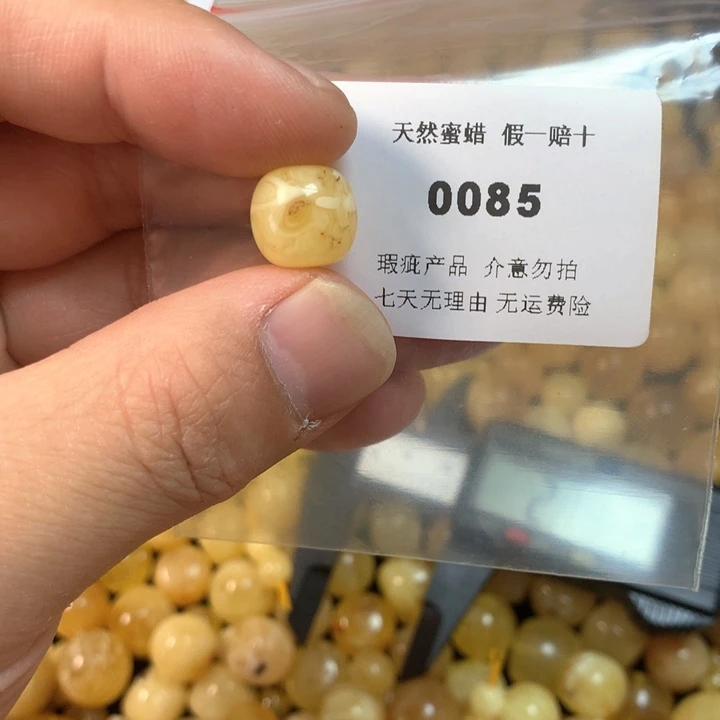 天然蜜蜡 假一赔十
0085
瑕疵产品 介意勿拍
七天无理由 无运费险